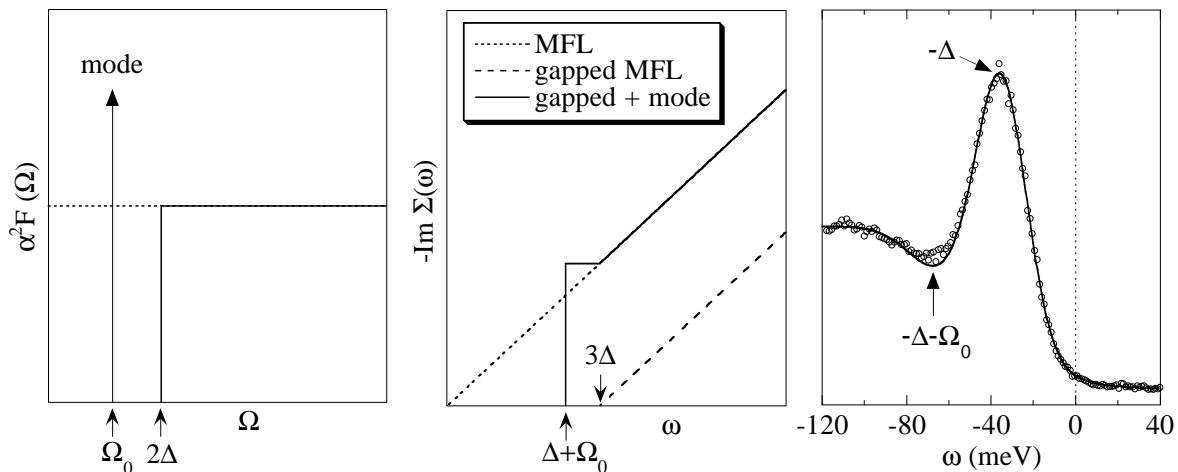 mode
α²F (Ω)
Ω
Ω₀
2Δ
MFL
gapped MFL
gapped + mode
-Im Σ(ω)
3Δ
ω
Δ+Ω₀
-Δ
-Δ-Ω₀
-120 -80 -40 0 40
ω (meV)